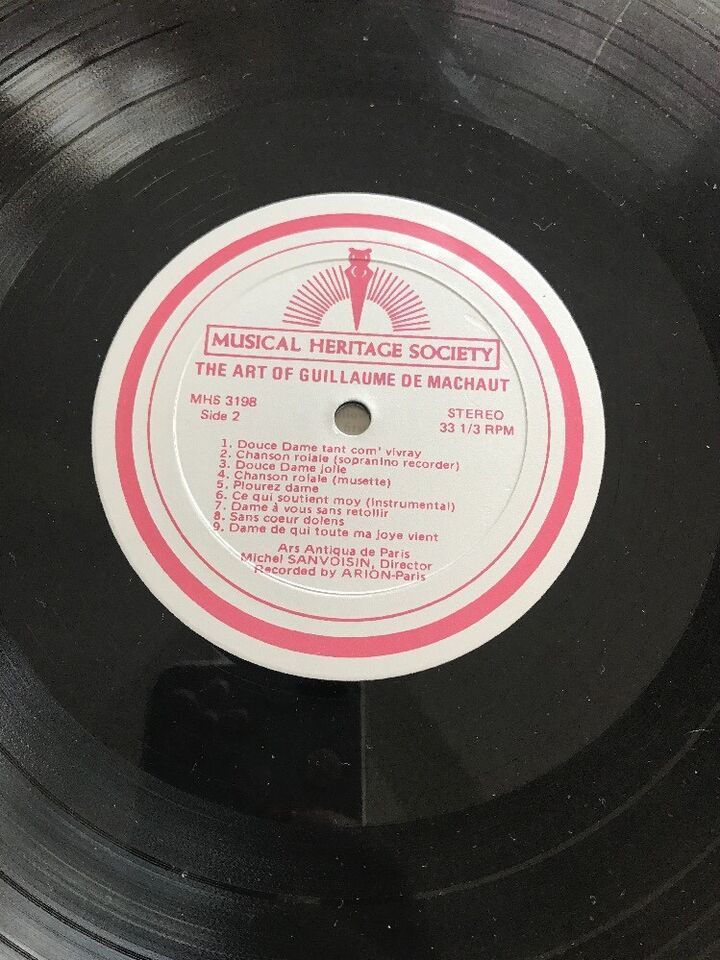 MUSICAL HERITAGE SOCIETY
THE ART OF GUILLAUME DE MACHAUT
MHS 3198
Side 2
STEREO
33 1/3 RPM
1. Douce Dame tant com' vivray
2. Chanson roiale (sopranino recorder)
3. Douce Dame jolie
4. Chanson roiale (musette)
5. Plourez dame
6. Ce qui soutient moy (Instrumental)
7. Dame à vous sans retollir
8. Sans coeur dolens
9. Dame de qui toute ma joye vient
Ars Antiqua de Paris
Michel SANVOISIN, Director
Recorded by ARION-Paris